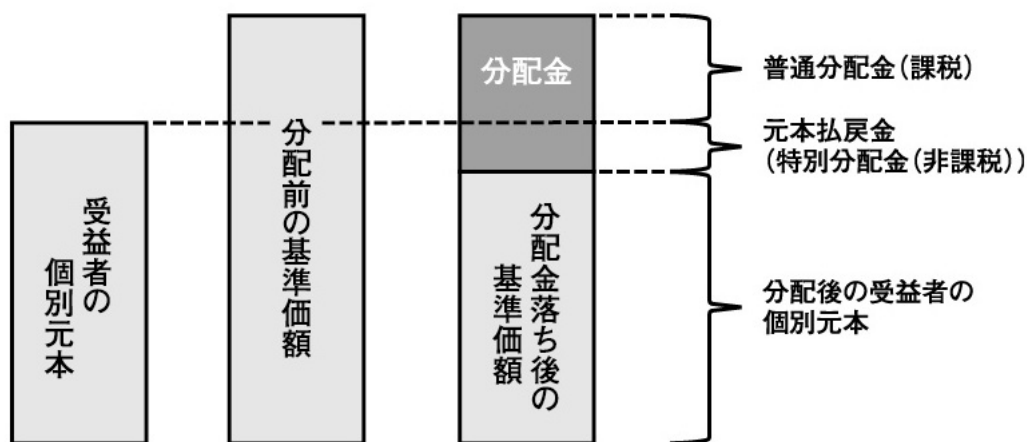 受益者の
個別元本
分配前の基準価額
分配金
分配金落ち後の
基準価額
普通分配金(課税)
元本払戻金
(特別分配金(非課税))
分配後の受益者の
個別元本